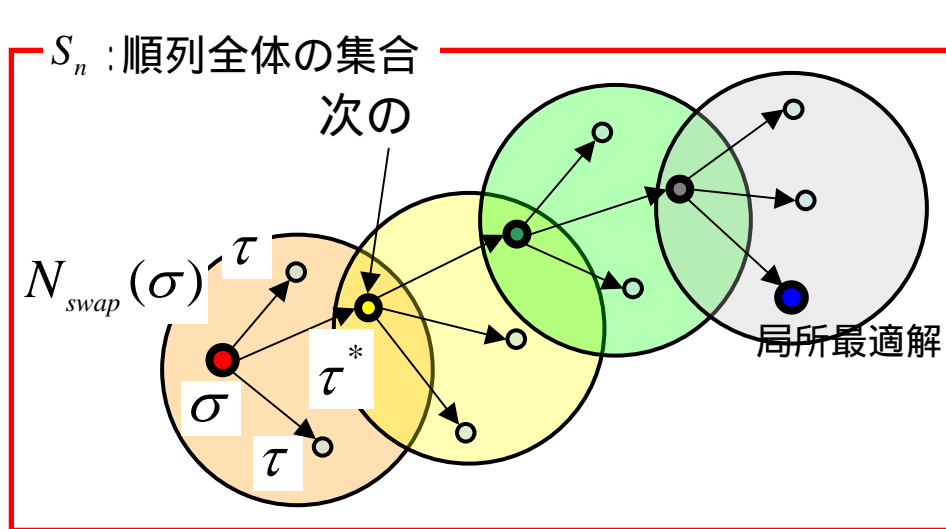 S_n : 順列全体の集合
次の
τ
N_swap(σ)
τ*
局所最適解
σ
τ